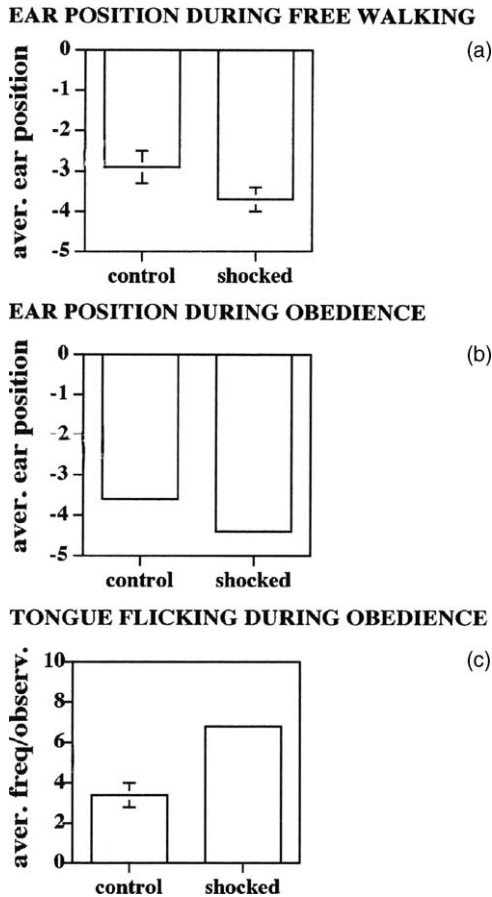 EAR POSITION DURING FREE WALKING
(a)
aver. ear position
0
-1
-2
-3
-4
-5
control shocked
EAR POSITION DURING OBEDIENCE
(b)
aver. ear position
0
-1
-2
-3
-4
-5
control shocked
TONGUE FLICKING DURING OBEDIENCE
(c)
aver. freq/observ.
10
8
6
4
2
0
control shocked